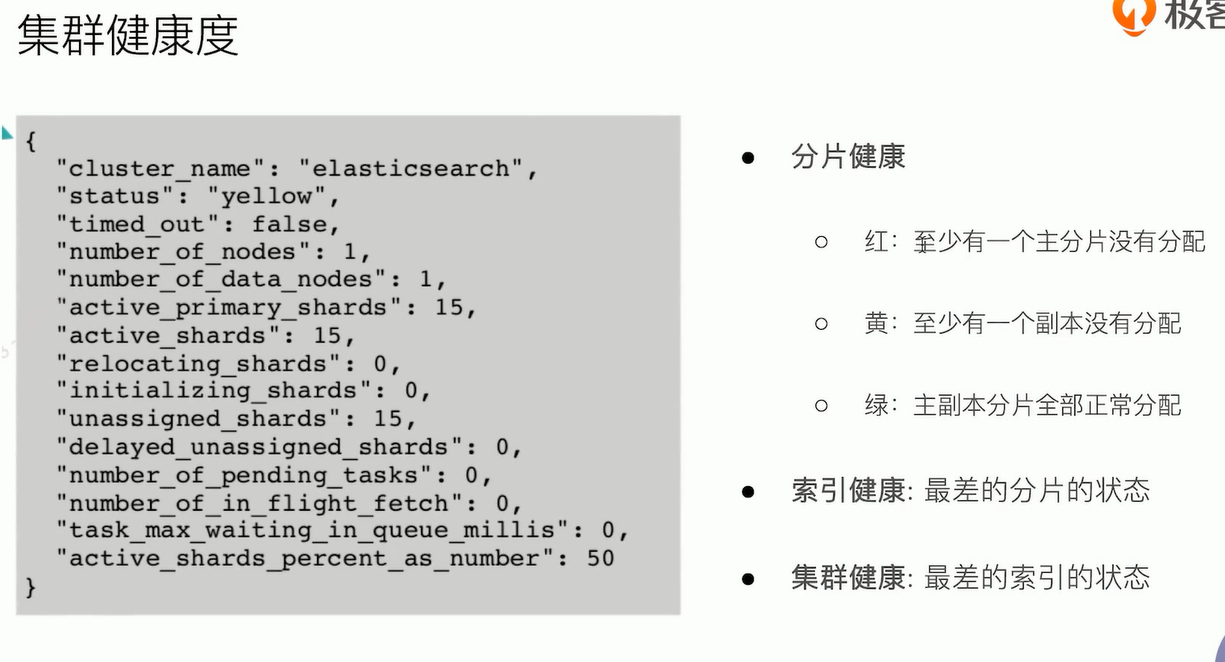 集群健康度
极客
{
"cluster_name": "elasticsearch",
"status": "yellow",
"timed_out": false,
"number_of_nodes": 1,
"number_of_data_nodes": 1,
"active_primary_shards": 15,
"active_shards": 15,
"relocating_shards": 0,
"initializing_shards": 0,
"unassigned_shards": 15,
"delayed_unassigned_shards": 0,
"number_of_pending_tasks": 0,
"number_of_in_flight_fetch": 0,
"task_max_waiting_in_queue_millis": 0,
"active_shards_percent_as_number": 50
}
● 分片健康
○ 红：至少有一个主分片没有分配
○ 黄：至少有一个副本没有分配
○ 绿：主副本分片全部正常分配
● 索引健康: 最差的分片的状态
● 集群健康: 最差的索引的状态